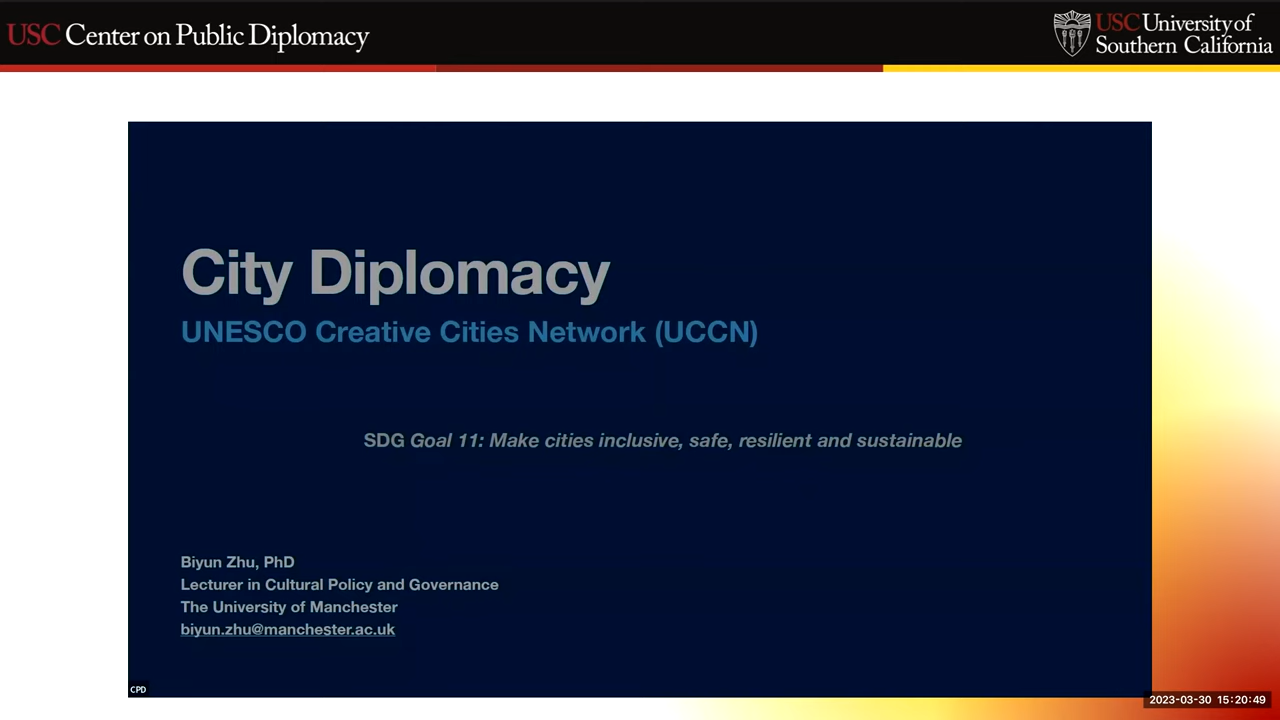 USC Center on Public Diplomacy
USC University of
Southern California
City Diplomacy
UNESCO Creative Cities Network (UCCN)
SDG Goal 11: Make cities inclusive, safe, resilient and sustainable
Biyun Zhu, PhD
Lecturer in Cultural Policy and Governance
The University of Manchester
biyun.zhu@manchester.ac.uk
CPD
2023-03-30 15:20:49